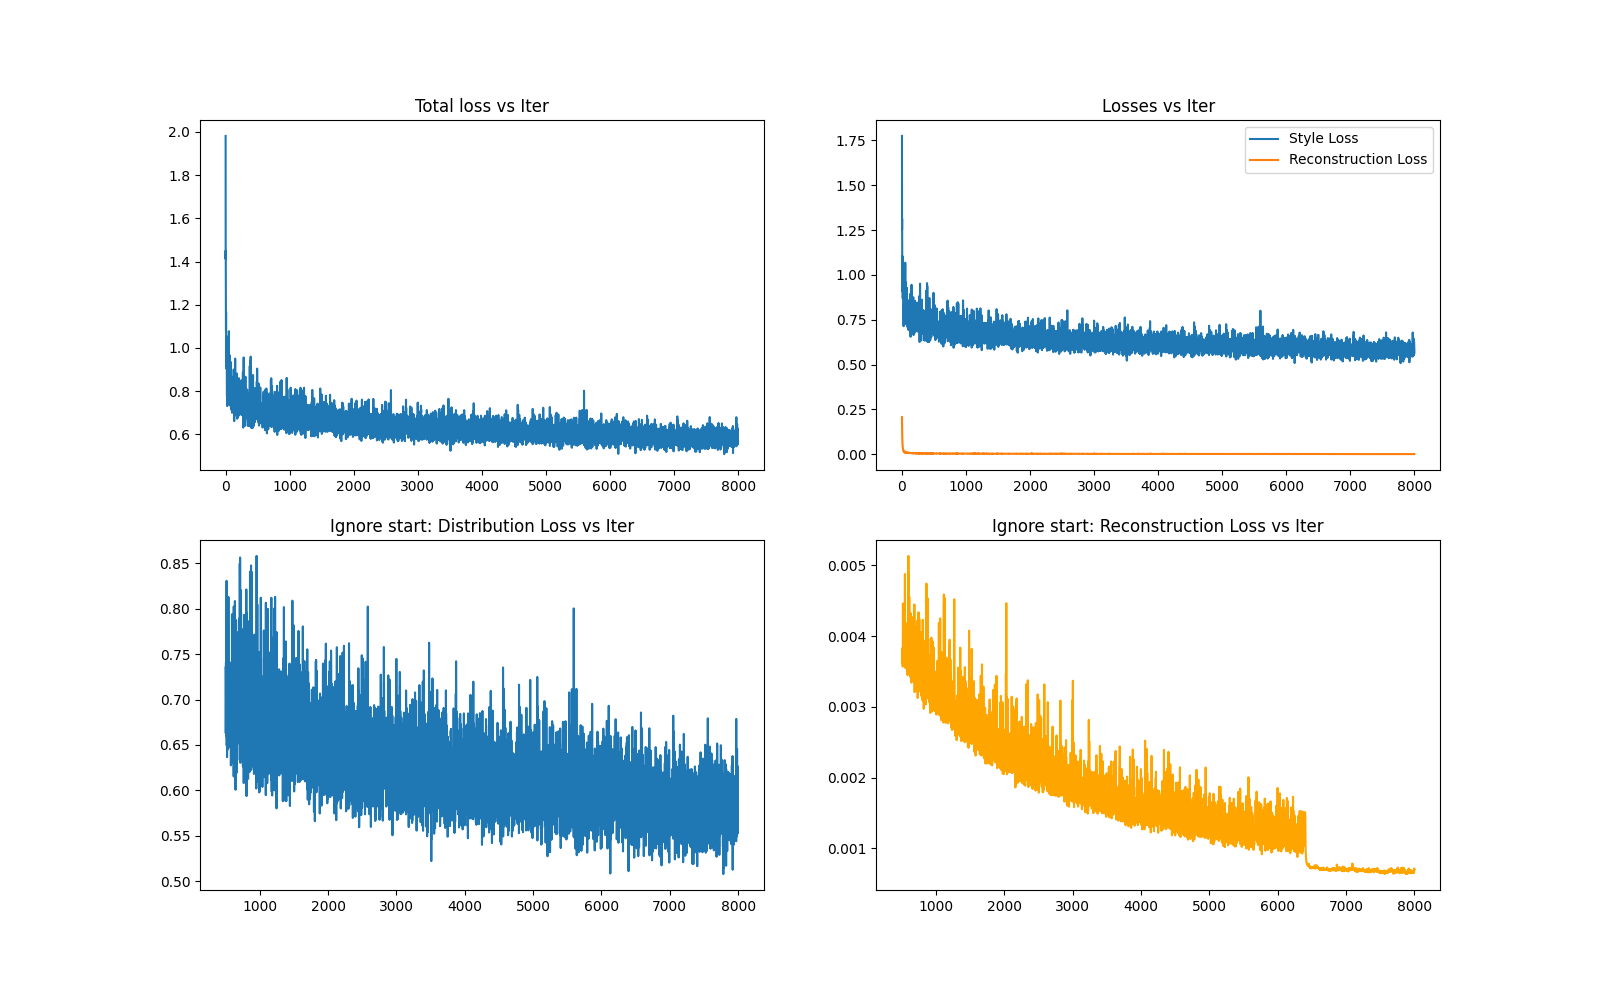 Total loss vs Iter
2.0
1.8
1.6
1.4
1.2
1.0
0.8
0.6
0 1000 2000 3000 4000 5000 6000 7000 8000
Losses vs Iter
Style Loss
Reconstruction Loss
1.75
1.50
1.25
1.00
0.75
0.50
0.25
0.00
0 1000 2000 3000 4000 5000 6000 7000 8000
Ignore start: Distribution Loss vs Iter
0.85
0.80
0.75
0.70
0.65
0.60
0.55
0.50
1000 2000 3000 4000 5000 6000 7000 8000
Ignore start: Reconstruction Loss vs Iter
0.005
0.004
0.003
0.002
0.001
1000 2000 3000 4000 5000 6000 7000 8000